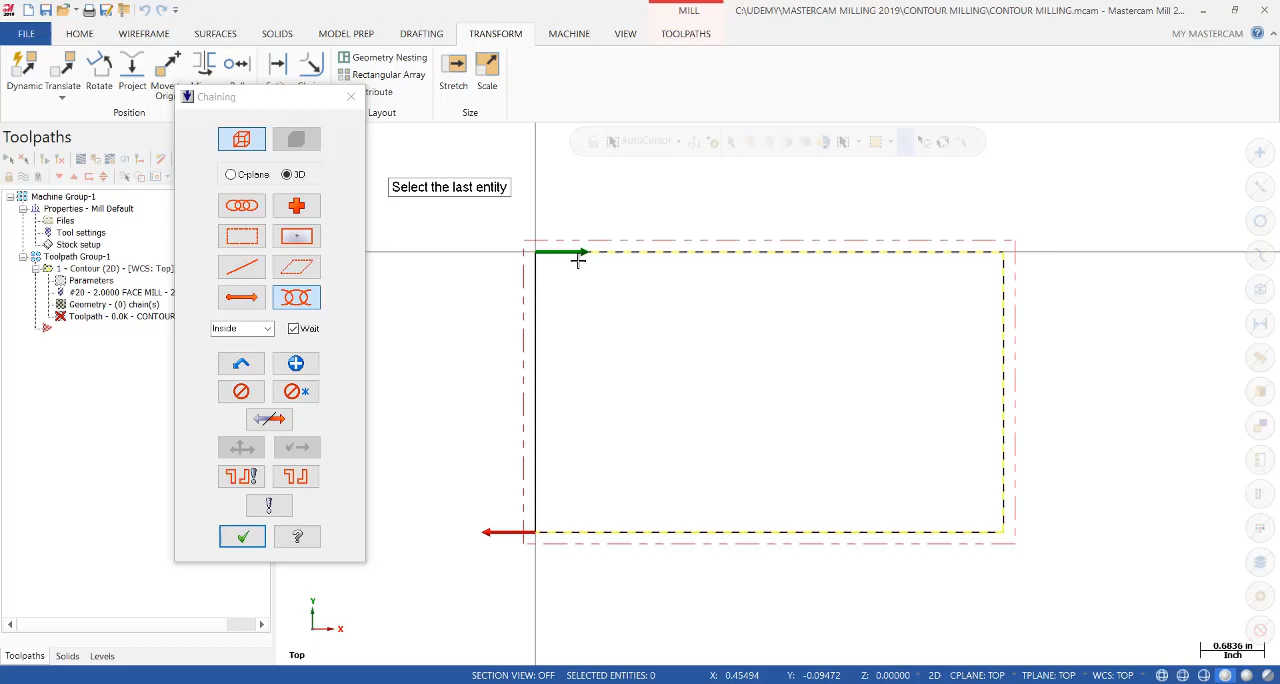 MILL
C:\UDEMY\MASTERCAM MILLING 2019\CONTOUR MILLING\CONTOUR MILLING.mcam - Mastercam Mill 2...
FILE HOME WIREFRAME SURFACES SOLIDS MODEL PREP DRAFTING TRANSFORM MACHINE VIEW TOOLPATHS MY MASTERCAM
Dynamic Translate Rotate Project
Geometry Nesting
Rectangular Array
Stretch Scale
Position Layout Size
Chaining
Toolpaths
C-plane 3D
Select the last entity
AutoCursor
Machine Group-1
Properties - Mill Default
Files
Tool settings
Stock setup
Toolpath Group-1
1 - Contour (2D) - [WCS: Top]
Parameters
#20 - 2.0000 FACE MILL - 2
Geometry - (0) chain(s)
Toolpath - 0.0K - CONTOUR
Inside Wait
Y
X
Top
0.6836 in
Inch
Toolpaths Solids Levels
SECTION VIEW: OFF SELECTED ENTITIES: 0 X: 0.45494 Y: -0.09472 Z: 0.00000 2D CPLANE: TOP TPLANE: TOP WCS: TOP